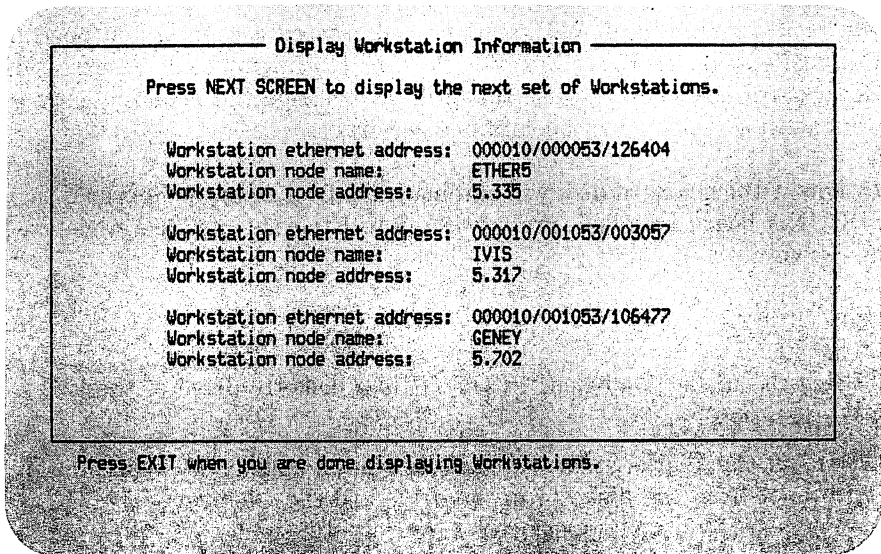 Display Workstation Information
Press NEXT SCREEN to display the next set of Workstations.
Workstation ethernet address: 000010/000053/126404
Workstation node name: ETHER5
Workstation node address: 5.335
Workstation ethernet address: 000010/001053/003057
Workstation node name: IVIS
Workstation node address: 5.317
Workstation ethernet address: 000010/001053/106477
Workstation node name: GENEY
Workstation node address: 5.702
Press EXIT when you are done displaying Workstations.